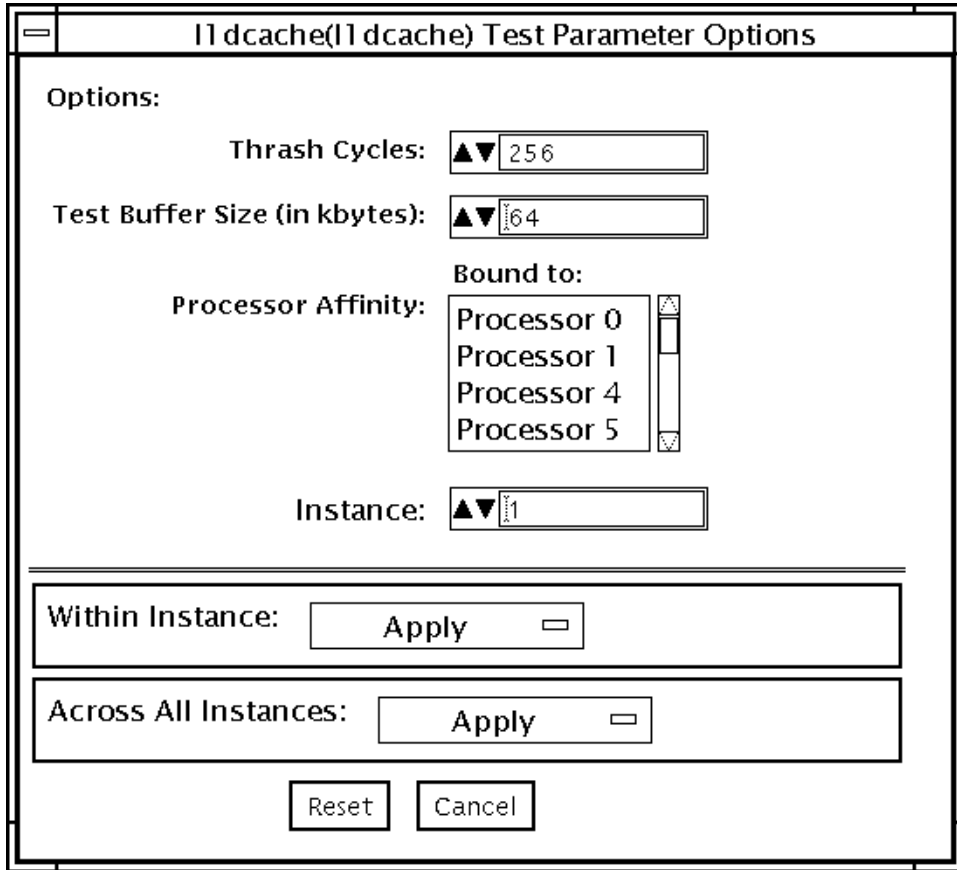 l1dcache(l1dcache) Test Parameter Options
Options:
Thrash Cycles: 256
Test Buffer Size (in kbytes): 64
Bound to:
Processor Affinity:
Processor 0
Processor 1
Processor 4
Processor 5
Instance: 1
Within Instance: Apply
Across All Instances: Apply
Reset Cancel